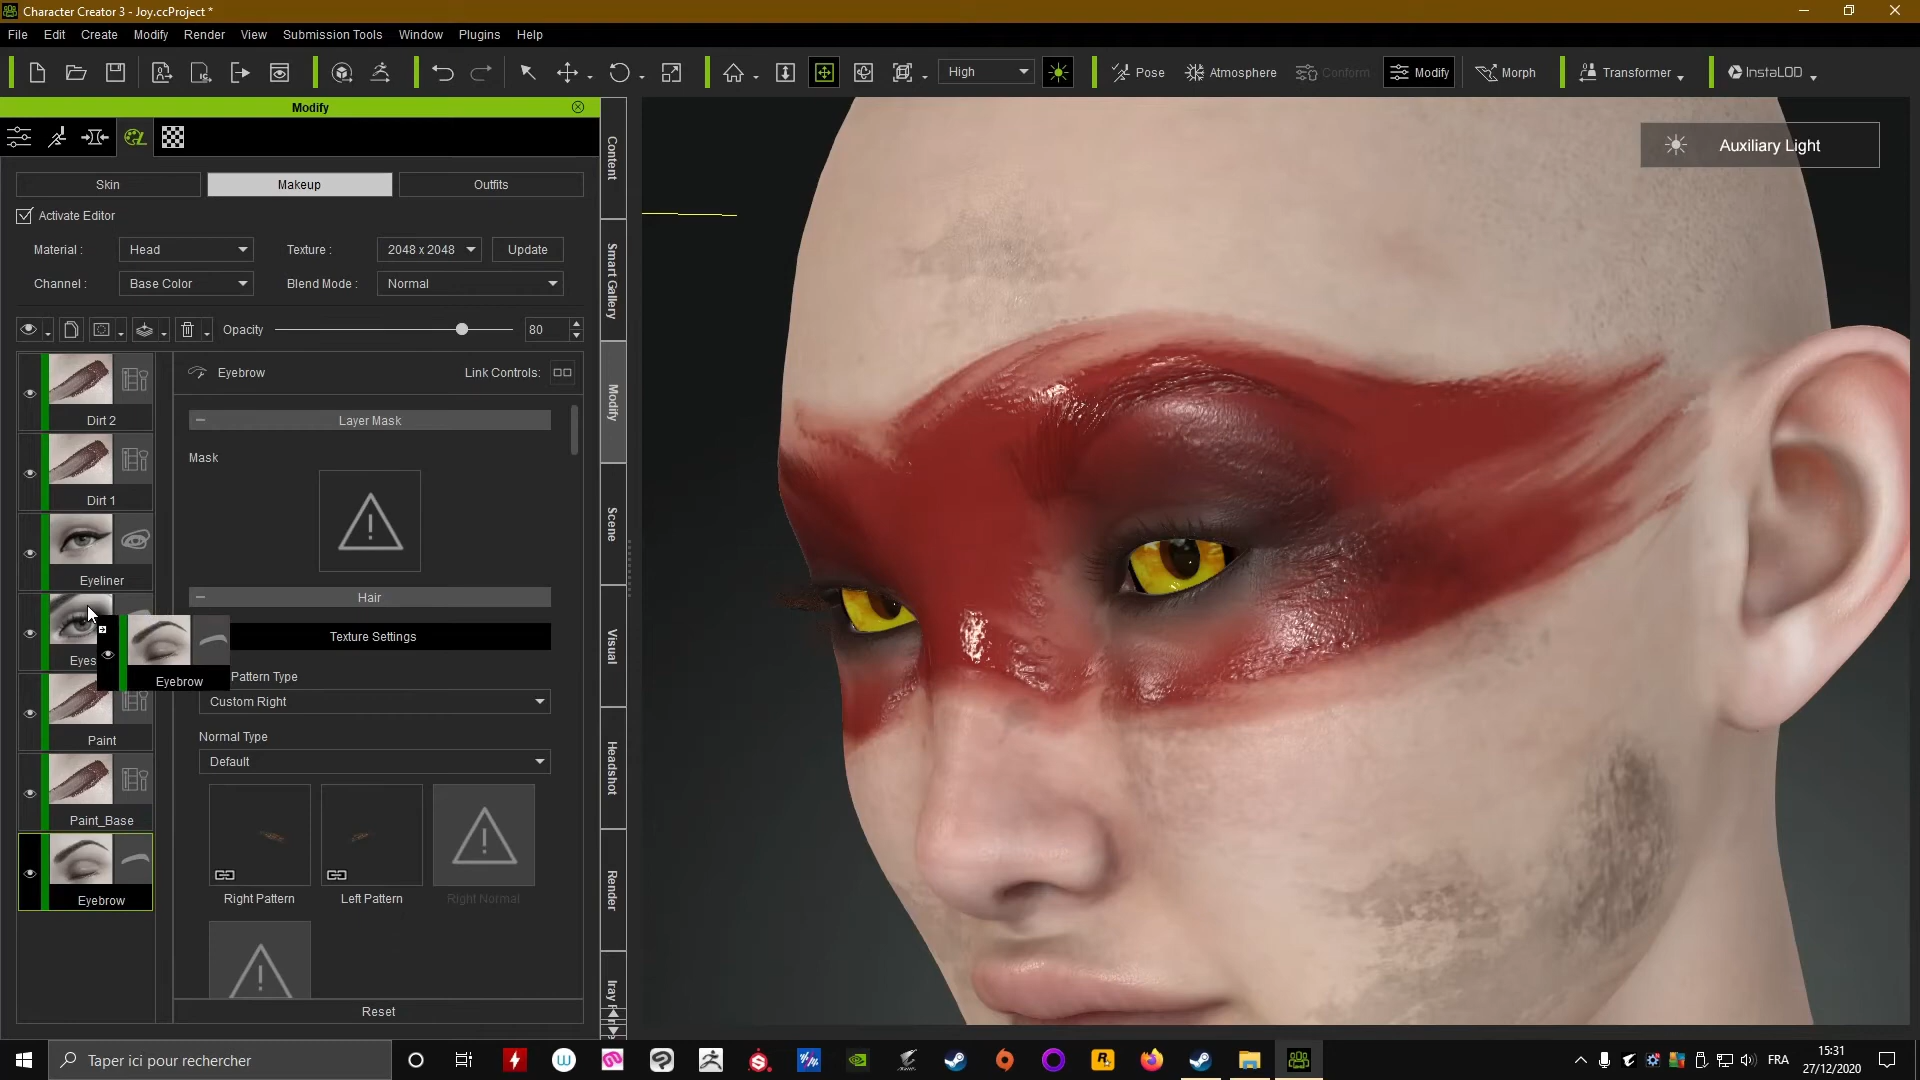 Character Creator 3 - Joy.ccProject *
File Edit Create Modify Render View Submission Tools Window Plugins Help
High Pose Atmosphere Conform Modify Morph Transformer InstaLOD
Modify
Skin Makeup Outfits
Activate Editor
Material : Head Texture : 2048 x 2048 Update
Channel : Base Color Blend Mode : Normal
Opacity 80
Dirt 2
Dirt 1
Eyeliner
Eyes
Eyebrow
Paint
Paint_Base
Eyebrow
Eyebrow Link Controls:
Layer Mask
Mask
Hair
Texture Settings
Pattern Type
Custom Right
Normal Type
Default
Right Pattern Left Pattern Right Normal
Reset
Content
Smart Gallery
Modify
Scene
Visual
Headshot
Render
Iray
Auxiliary Light
Taper ici pour rechercher
FRA
15:31
27/12/2020